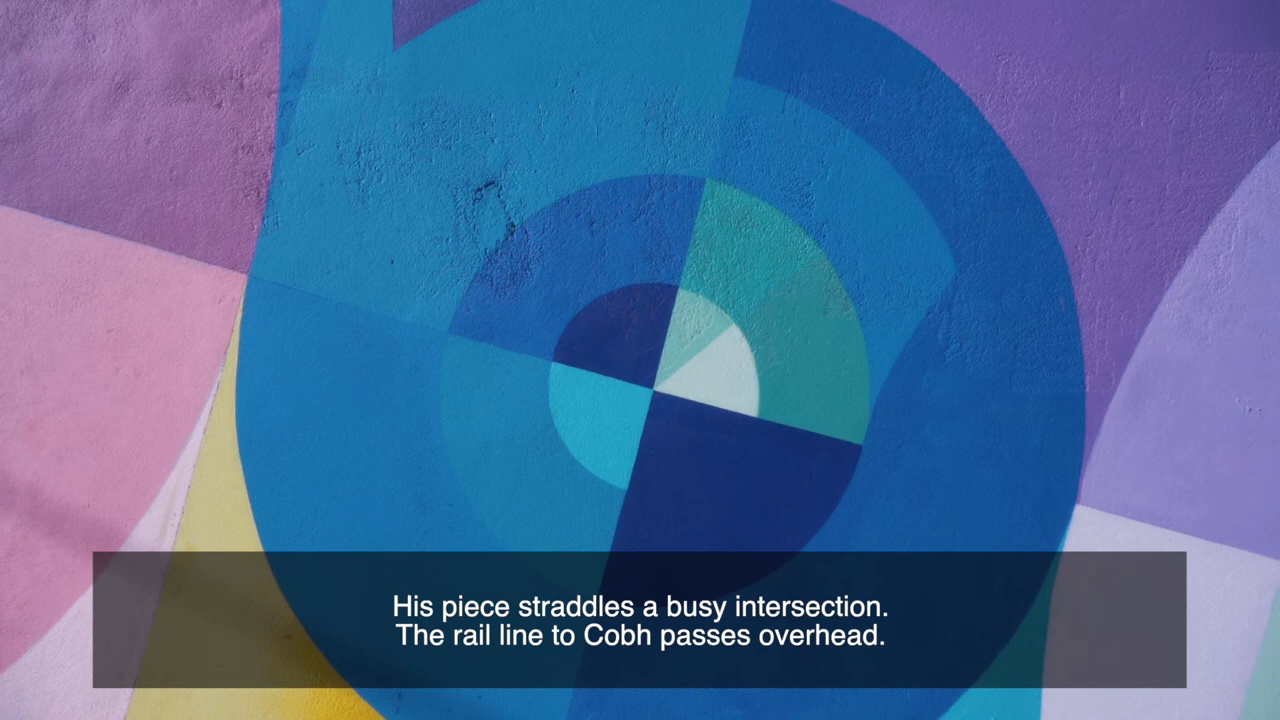 His piece straddles a busy intersection.
The rail line to Cobh passes overhead.